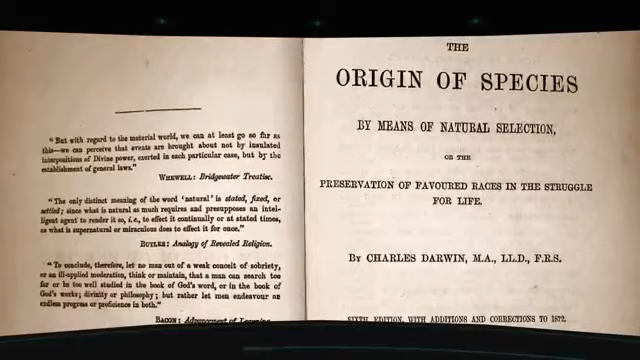 "But with regard to the material world, we can at least go so far as
this—we can perceive that events are brought about not by insulated
interpositions of Divine power, exerted in each particular case, but by the
establishment of general laws."
WHEWELL: Bridgewater Treatise.
"The only distinct meaning of the word 'natural' is stated, fixed, or
settled; since what is natural as much requires and presupposes an intel-
ligent agent to render it so, i.e., to effect it continually or at stated times,
as what is supernatural or miraculous does to effect it for once."
BUTLER: Analogy of Revealed Religion.
"To conclude, therefore, let no man out of a weak conceit of sobriety,
or an ill-applied moderation, think or maintain, that a man can search too
far or be too well studied in the book of God's word, or in the book of
God's works; divinity or philosophy; but rather let men endeavour an
endless progress or proficience in both."
BACON: Advancement of Learning.
THE
ORIGIN OF SPECIES
BY MEANS OF NATURAL SELECTION,
OR THE
PRESERVATION OF FAVOURED RACES IN THE STRUGGLE
FOR LIFE.
BY CHARLES DARWIN, M.A., LL.D., F.R.S.
SIXTH EDITION, WITH ADDITIONS AND CORRECTIONS TO 1872.